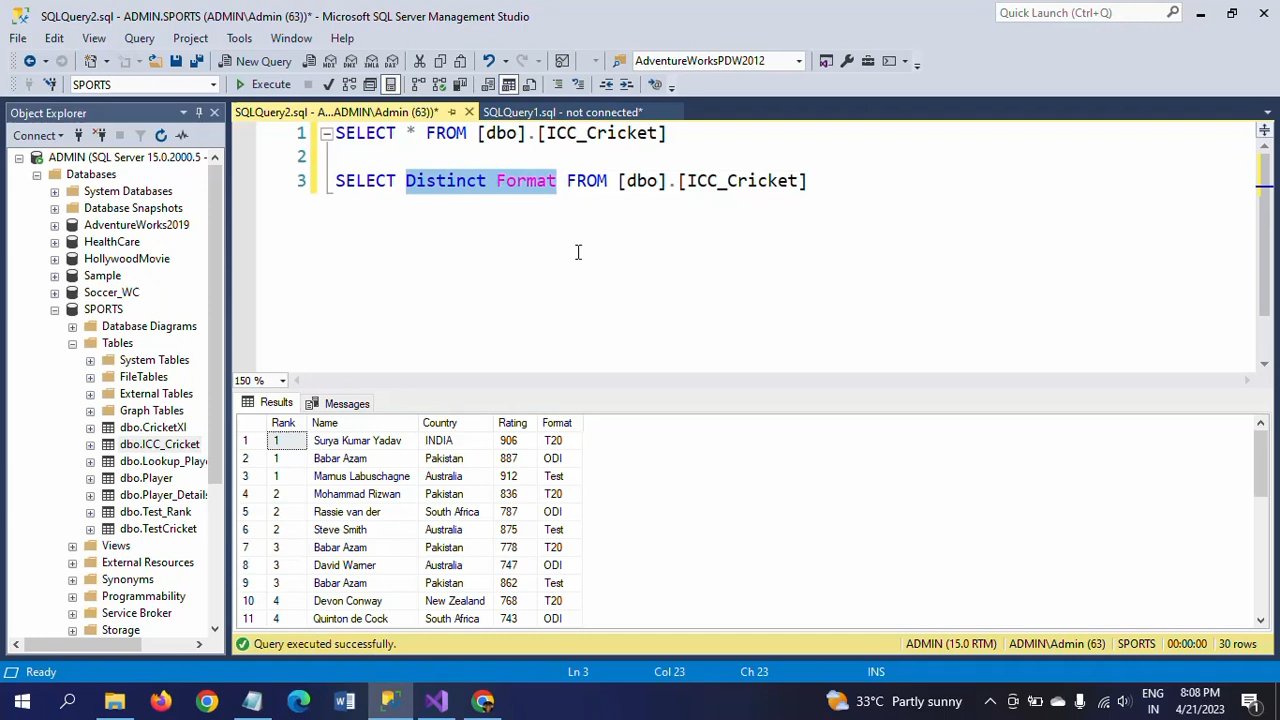 SQLQuery2.sql - ADMIN.SPORTS (ADMIN\Admin (63))* - Microsoft SQL Server Management Studio
Quick Launch (Ctrl+Q)
File Edit View Query Project Tools Window Help
New Query
AdventureWorksPDW2012
SPORTS
Execute
Object Explorer
SQLQuery2.sql - A...ADMIN\Admin (63))*
SQLQuery1.sql - not connected*
Connect
ADMIN (SQL Server 15.0.2000.5 -
Databases
System Databases
Database Snapshots
AdventureWorks2019
HealthCare
HollywoodMovie
Sample
Soccer_WC
SPORTS
Database Diagrams
Tables
System Tables
FileTables
External Tables
Graph Tables
dbo.CricketXI
dbo.ICC_Cricket
dbo.Lookup_Play
dbo.Player
dbo.Player_Details
dbo.Test_Rank
dbo.TestCricket
Views
External Resources
Synonyms
Programmability
Service Broker
Storage
1 SELECT * FROM [dbo].[ICC_Cricket]
2
3 SELECT Distinct Format FROM [dbo].[ICC_Cricket]
150 %
Results Messages
Rank Name Country Rating Format
1 1 Surya Kumar Yadav INDIA 906 T20
2 1 Babar Azam Pakistan 887 ODI
3 1 Marnus Labuschagne Australia 912 Test
4 2 Mohammad Rizwan Pakistan 836 T20
5 2 Rassie van der South Africa 787 ODI
6 2 Steve Smith Australia 875 Test
7 3 Babar Azam Pakistan 778 T20
8 3 David Warner Australia 747 ODI
9 3 Babar Azam Pakistan 862 Test
10 4 Devon Conway New Zealand 768 T20
11 4 Quinton de Cock South Africa 743 ODI
Query executed successfully.
ADMIN (15.0 RTM) ADMIN\Admin (63) SPORTS 00:00:00 30 rows
Ready Ln 3 Col 23 Ch 23 INS
33°C Partly sunny
ENG
IN
8:08 PM
4/21/2023
1